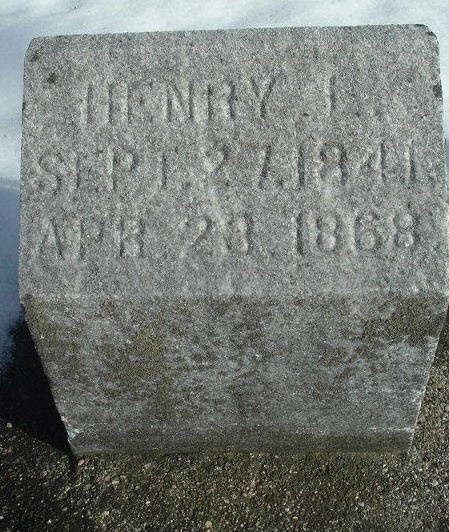 HENRY L.
SEPT. 27, 1841.
APR. 23. 1868.